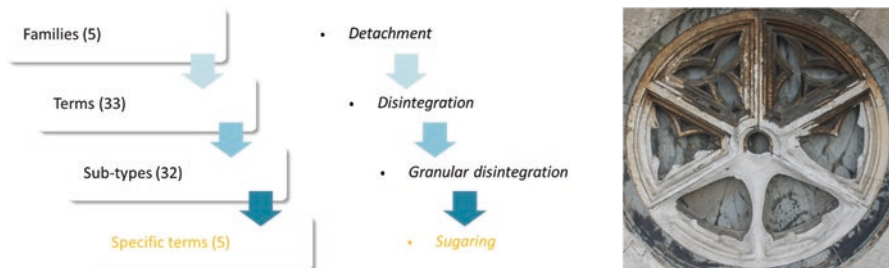 Families (5)
• Detachment
Terms (33)
• Disintegration
Sub-types (32)
• Granular disintegration
Specific terms (5)
• Sugaring